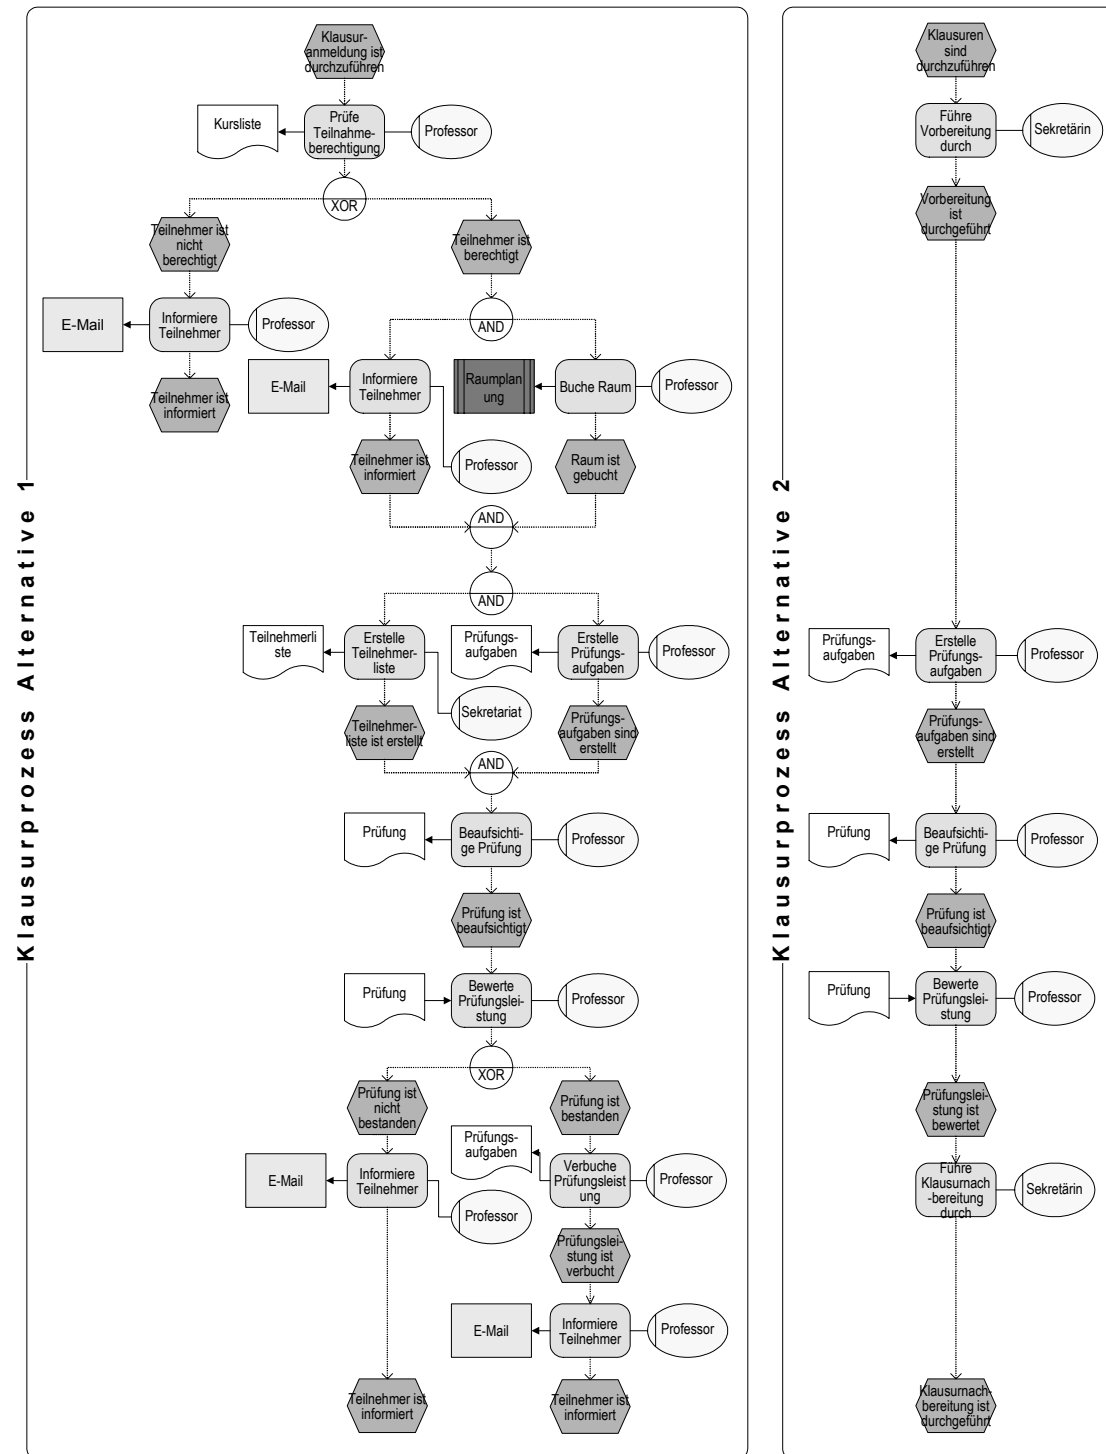 Klausurprozess Alternative 1
Klausur-
anmeldung ist
durchzuführen
Kursliste
Prüfe
Teilnahme-
berechtigung
Professor
XOR
Teilnehmer ist
nicht
berechtigt
Teilnehmer ist
berechtigt
E-Mail
Informiere
Teilnehmer
Professor
AND
Teilnehmer ist
informiert
E-Mail
Informiere
Teilnehmer
Raumplan
ung
Buche Raum
Professor
Teilnehmer ist
informiert
Professor
Raum ist
gebucht
AND
AND
Teilnehmerli
ste
Erstelle
Teilnehmer-
liste
Prüfungs-
aufgaben
Erstelle
Prüfungs-
aufgaben
Professor
Teilnehmer-
liste ist erstellt
Sekretariat
Prüfungs-
aufgaben sind
erstellt
AND
Prüfung
Beaufsichti-
ge Prüfung
Professor
Prüfung ist
beaufsichtigt
Prüfung
Bewerte
Prüfungslei-
stung
Professor
XOR
Prüfung ist
nicht
bestanden
Prüfung ist
bestanden
E-Mail
Informiere
Teilnehmer
Professor
Prüfungs-
aufgaben
Verbuche
Prüfungsleist
ung
Professor
Prüfungslei-
stung ist
verbucht
E-Mail
Informiere
Teilnehmer
Professor
Teilnehmer ist
informiert
Teilnehmer ist
informiert
Klausurprozess Alternative 2
Klausuren
sind
durchzuführen
Führe
Vorbereitung
durch
Sekretärin
Vorbereitung
ist
durchgeführt
Prüfungs-
aufgaben
Erstelle
Prüfungs-
aufgaben
Professor
Prüfungs-
aufgaben sind
erstellt
Prüfung
Beaufsichti-
ge Prüfung
Professor
Prüfung ist
beaufsichtigt
Prüfung
Bewerte
Prüfungslei-
stung
Professor
Prüfungslei-
stung ist
bewertet
Führe
Klausurnach
-bereitung
durch
Sekretärin
Klausurnach-
bereitung ist
durchgeführt